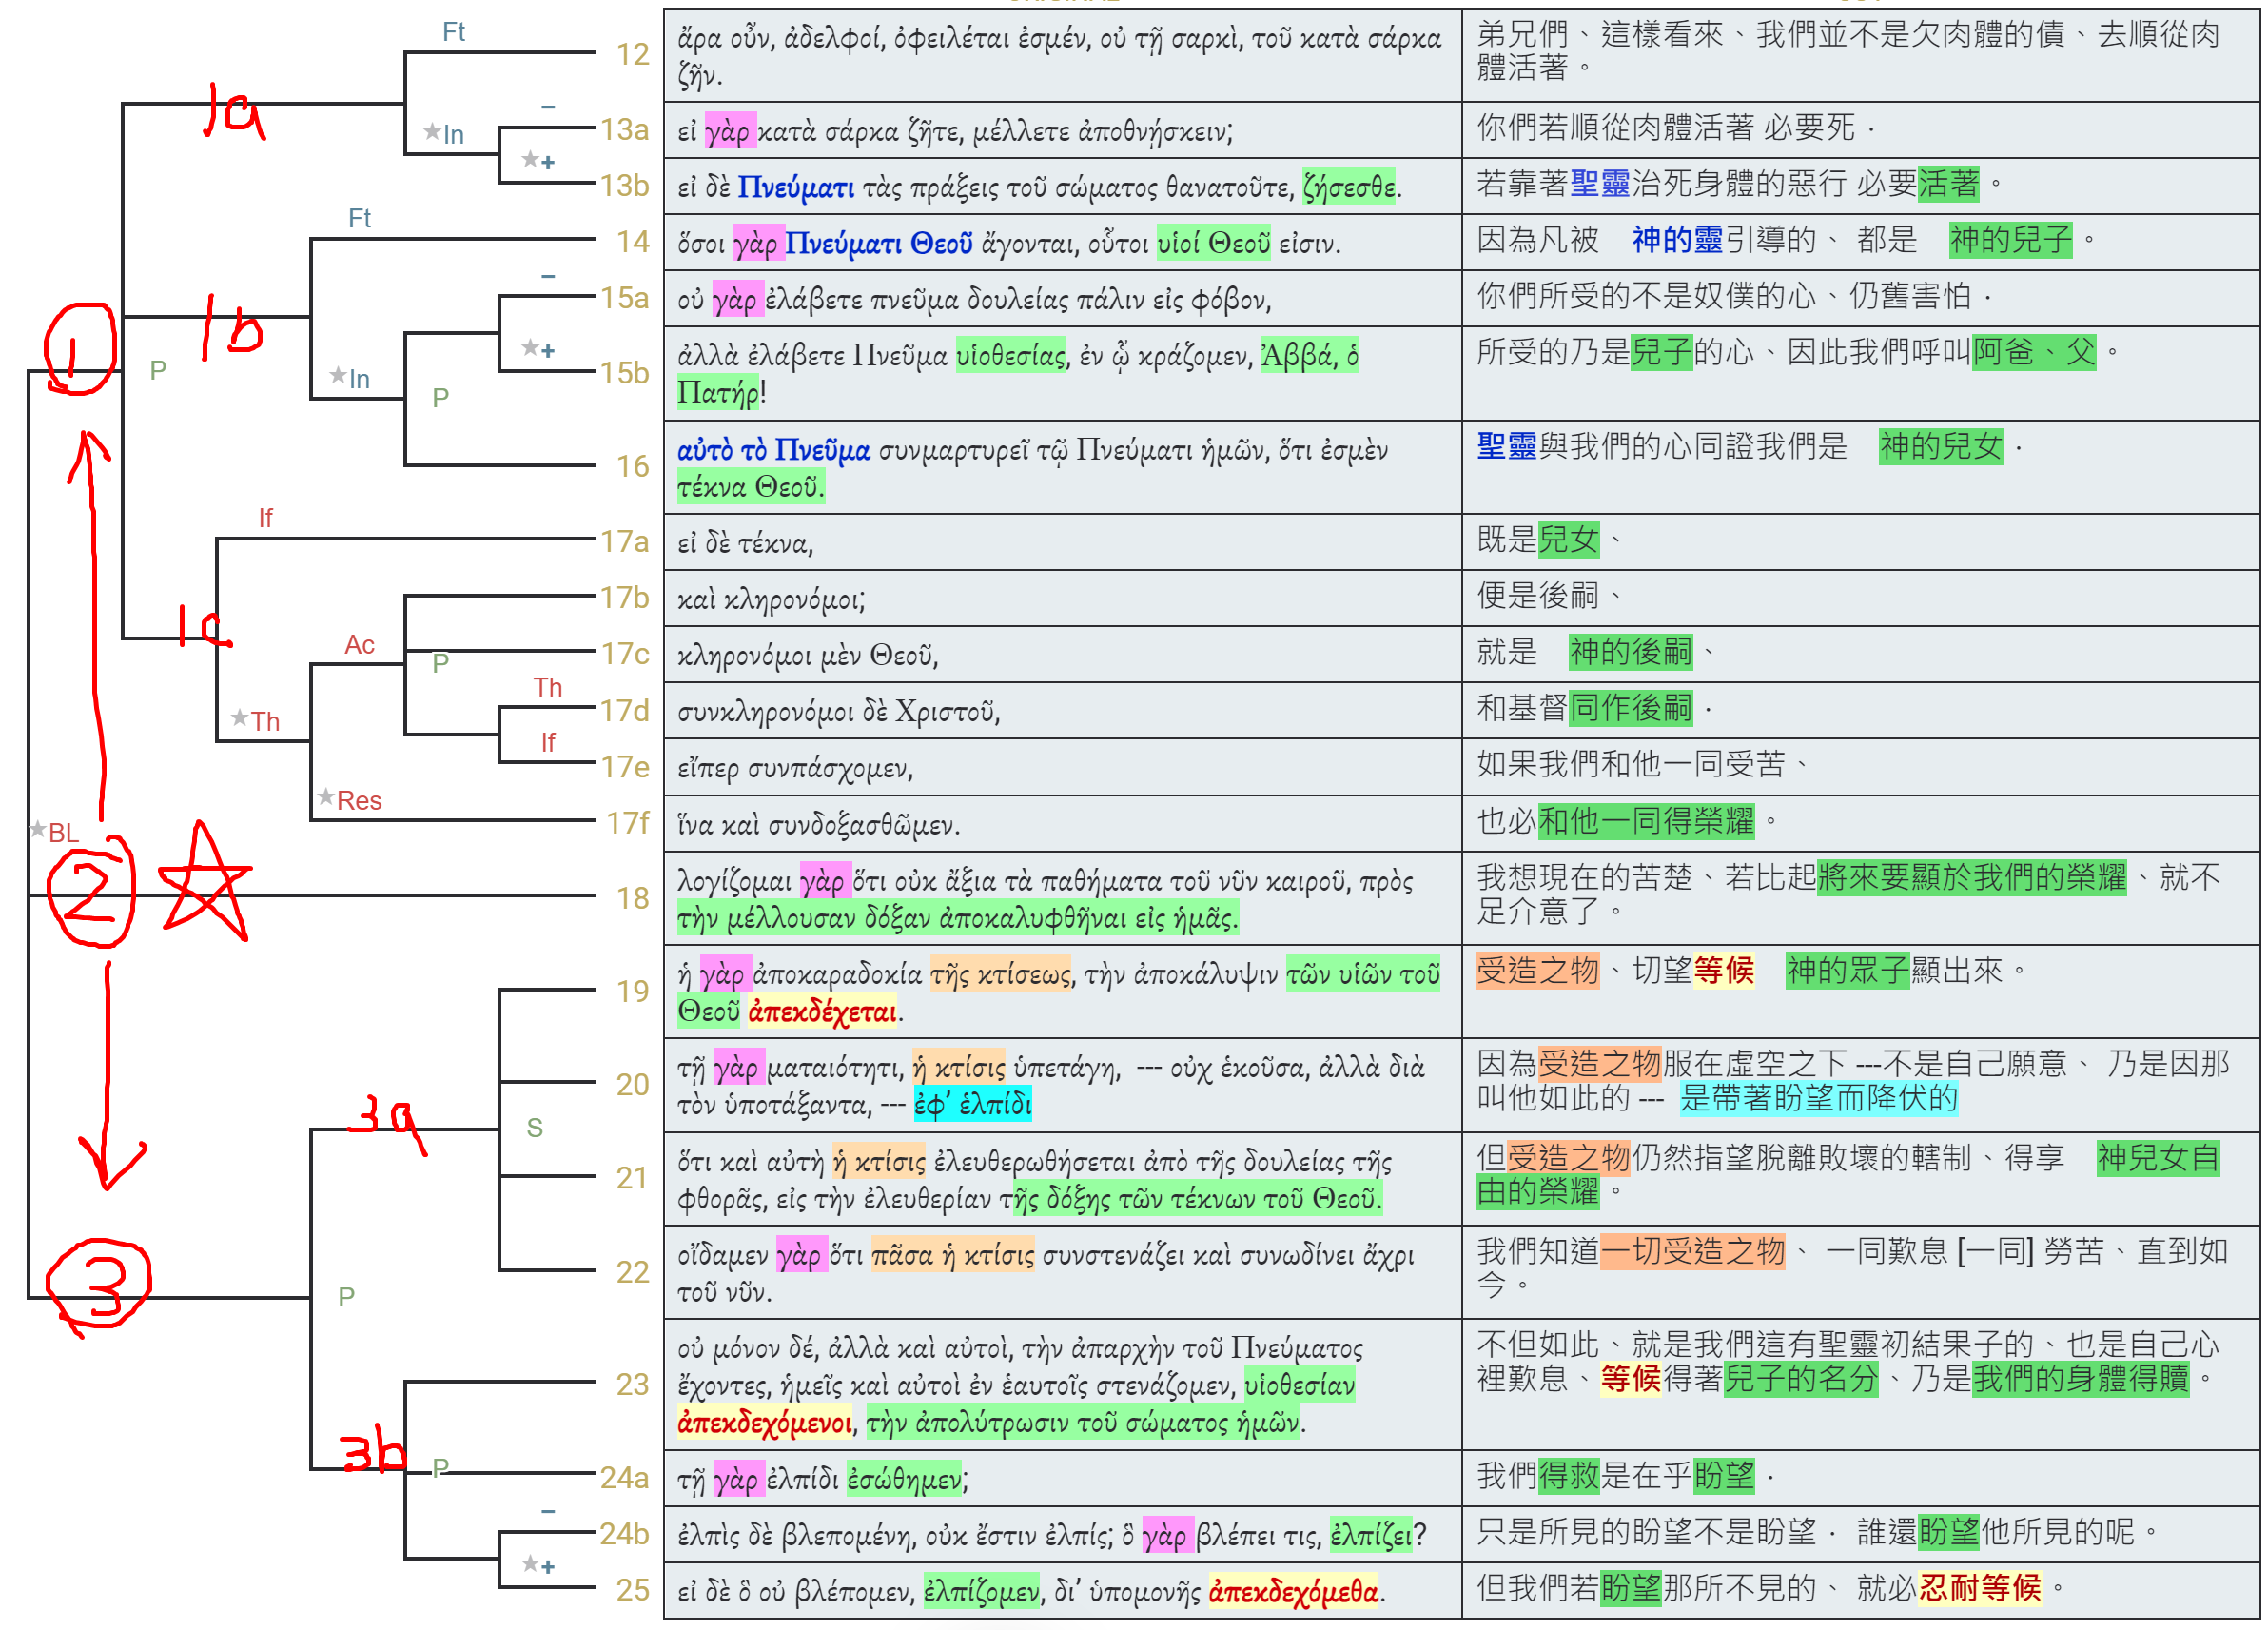 Ft
12
ἄρα οὖν, ἀδελφοί, ὀφειλέται ἐσμέν, οὐ τῇ σαρκὶ, τοῦ κατὰ σάρκα
ζῆν.
弟兄們、這樣看來、我們並不是欠肉體的債、去順從肉
體活著。
1a
–
★In
13a
εἰ γὰρ κατὰ σάρκα ζῆτε, μέλλετε ἀποθνῄσκειν;
你們若順從肉體活著 必要死．
★+
13b
εἰ δὲ Πνεύματι τὰς πράξεις τοῦ σώματος θανατοῦτε, ζήσεσθε.
若靠著聖靈治死身體的惡行 必要活著。
Ft
14
ὅσοι γὰρ Πνεύματι Θεοῦ ἄγονται, οὗτοι υἱοί Θεοῦ εἰσιν.
因為凡被　神的靈引導的、 都是　神的兒子。
–
15a
οὐ γὰρ ἐλάβετε πνεῦμα δουλείας πάλιν εἰς φόβον,
你們所受的不是奴僕的心、仍舊害怕．
1b
1
P
★In
★+
15b
ἀλλὰ ἐλάβετε Πνεῦμα υἱοθεσίας, ἐν ᾧ κράζομεν, Ἀββά, ὁ
Πατήρ!
所受的乃是兒子的心、因此我們呼叫阿爸、父。
P
16
αὐτὸ τὸ Πνεῦμα συνμαρτυρεῖ τῷ Πνεύματι ἡμῶν, ὅτι ἐσμὲν
τέκνα Θεοῦ.
聖靈與我們的心同證我們是　神的兒女．
If
17a
εἰ δὲ τέκνα,
既是兒女、
17b
καὶ κληρονόμοι;
便是後嗣、
1c
Ac
P
17c
κληρονόμοι μὲν Θεοῦ,
就是　神的後嗣、
★Th
Th
17d
συνκληρονόμοι δὲ Χριστοῦ,
和基督同作後嗣．
If
17e
εἴπερ συνπάσχομεν,
如果我們和他一同受苦、
★Res
17f
ἵνα καὶ συνδοξασθῶμεν.
也必和他一同得榮耀。
★BL
2
18
λογίζομαι γὰρ ὅτι οὐκ ἄξια τὰ παθήματα τοῦ νῦν καιροῦ, πρὸς
τὴν μέλλουσαν δόξαν ἀποκαλυφθῆναι εἰς ἡμᾶς.
我想現在的苦楚、若比起將來要顯於我們的榮耀、就不
足介意了。
19
ἡ γὰρ ἀποκαραδοκία τῆς κτίσεως, τὴν ἀποκάλυψιν τῶν υἱῶν τοῦ
Θεοῦ ἀπεκδέχεται.
受造之物、切望等候　神的眾子顯出來。
20
τῇ γὰρ ματαιότητι, ἡ κτίσις ὑπετάγη, --- οὐχ ἑκοῦσα, ἀλλὰ διὰ
τὸν ὑποτάξαντα, --- ἐφ’ ἑλπίδι
因為受造之物服在虛空之下 ---不是自己願意、 乃是因那
叫他如此的 --- 是帶著盼望而降伏的
3a
S
21
ὅτι καὶ αὐτὴ ἡ κτίσις ἐλευθερωθήσεται ἀπὸ τῆς δουλείας τῆς
φθορᾶς, εἰς τὴν ἐλευθερίαν τῆς δόξης τῶν τέκνων τοῦ Θεοῦ.
但受造之物仍然指望脫離敗壞的轄制、得享　神兒女自
由的榮耀。
22
οἴδαμεν γὰρ ὅτι πᾶσα ἡ κτίσις συνστενάζει καὶ συνωδίνει ἄχρι
τοῦ νῦν.
我們知道一切受造之物、 一同歎息 [一同] 勞苦、直到如
今。
3
P
23
οὐ μόνον δέ, ἀλλὰ καὶ αὐτοὶ, τὴν ἀπαρχὴν τοῦ Πνεύματος
ἔχοντες, ἡμεῖς καὶ αὐτοὶ ἐν ἑαυτοῖς στενάζομεν, υἱοθεσίαν
ἀπεκδεχόμενοι, τὴν ἀπολύτρωσιν τοῦ σώματος ἡμῶν.
不但如此、就是我們這有聖靈初結果子的、也是自己心
裡歎息、等候得著兒子的名分、乃是我們的身體得贖。
3b
P
24a
τῇ γὰρ ἐλπίδι ἐσώθημεν;
我們得救是在乎盼望．
–
24b
ἐλπὶς δὲ βλεπομένη, οὐκ ἔστιν ἐλπίς; ὃ γὰρ βλέπει τις, ἐλπίζει?
只是所見的盼望不是盼望． 誰還盼望他所見的呢。
★+
25
εἰ δὲ ὃ οὐ βλέπομεν, ἐλπίζομεν, δι’ ὑπομονῆς ἀπεκδεχόμεθα.
但我們若盼望那所不見的、 就必忍耐等候。